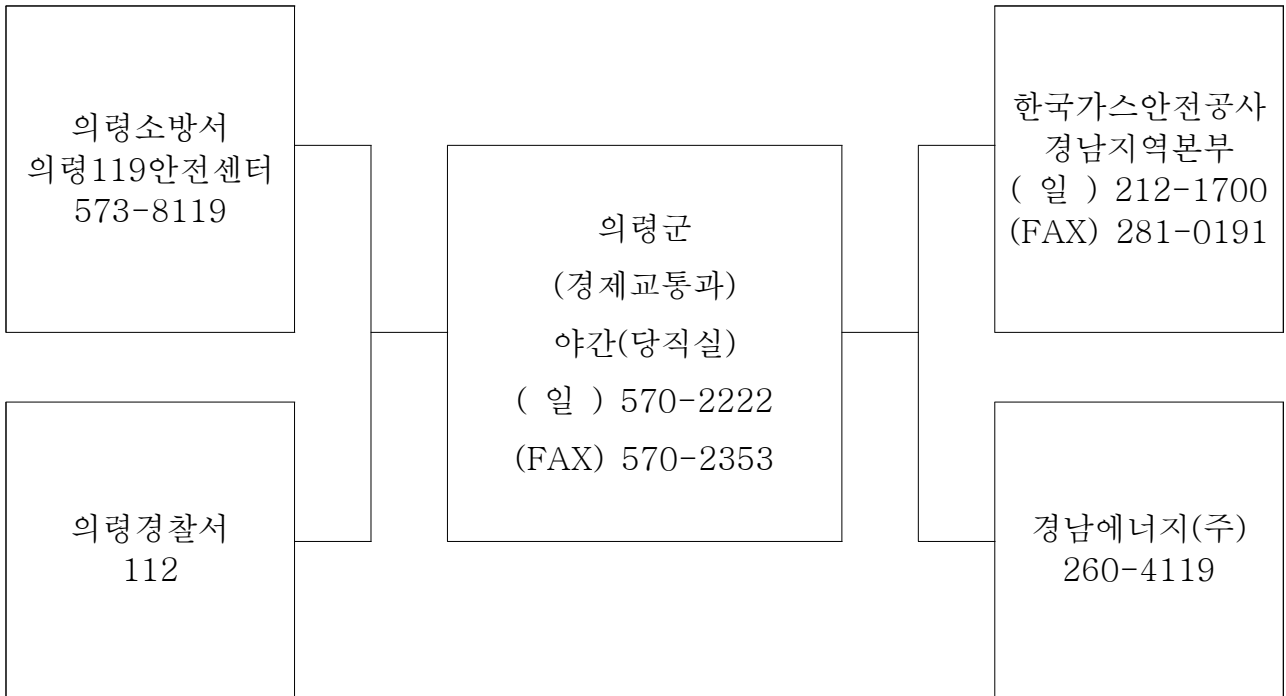 의령소방서
의령119안전센터
573-8119
의령경찰서
112
의령군
(경제교통과)
야간(당직실)
( 일 ) 570-2222
(FAX) 570-2353
한국가스안전공사
경남지역본부
( 일 ) 212-1700
(FAX) 281-0191
경남에너지(주)
260-4119